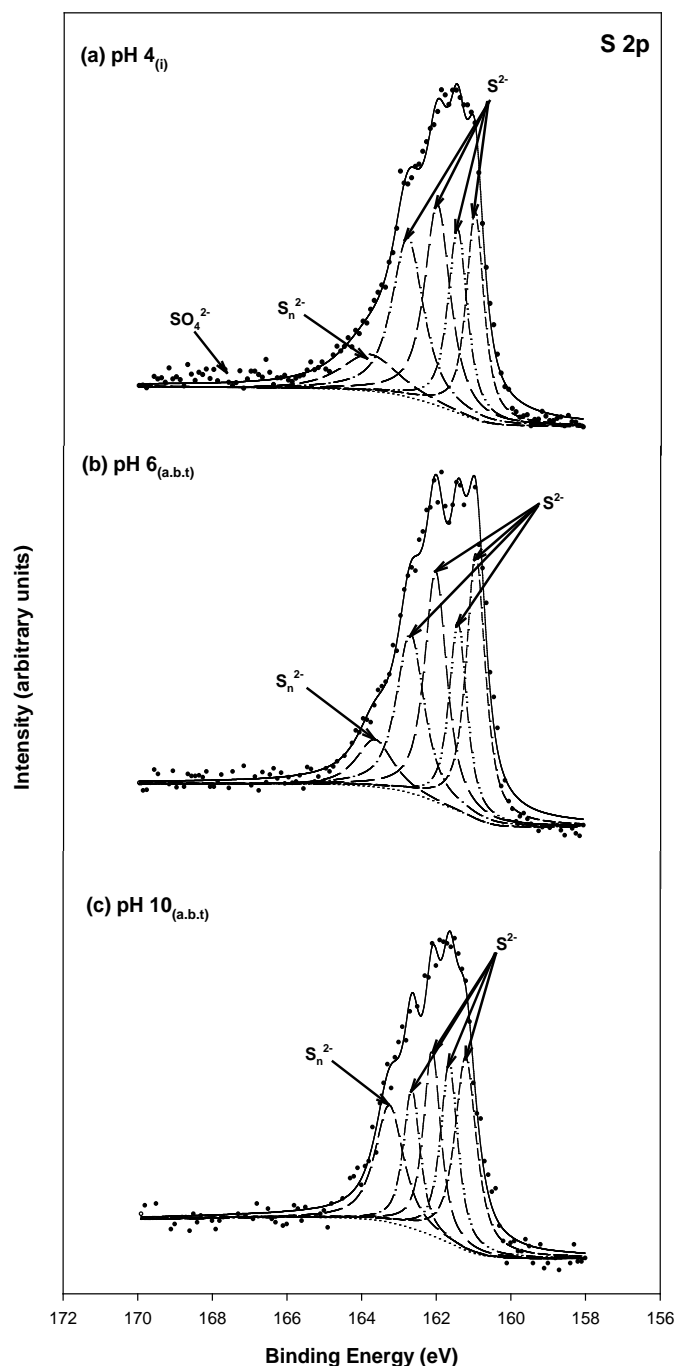 (a) pH 4(i)
S 2p
S²⁻
Sₙ²⁻
SO₄²⁻
(b) pH 6(a.b.t)
S²⁻
Sₙ²⁻
(c) pH 10(a.b.t)
S²⁻
Sₙ²⁻
Intensity (arbitrary units)
172 170 168 166 164 162 160 158 156
Binding Energy (eV)